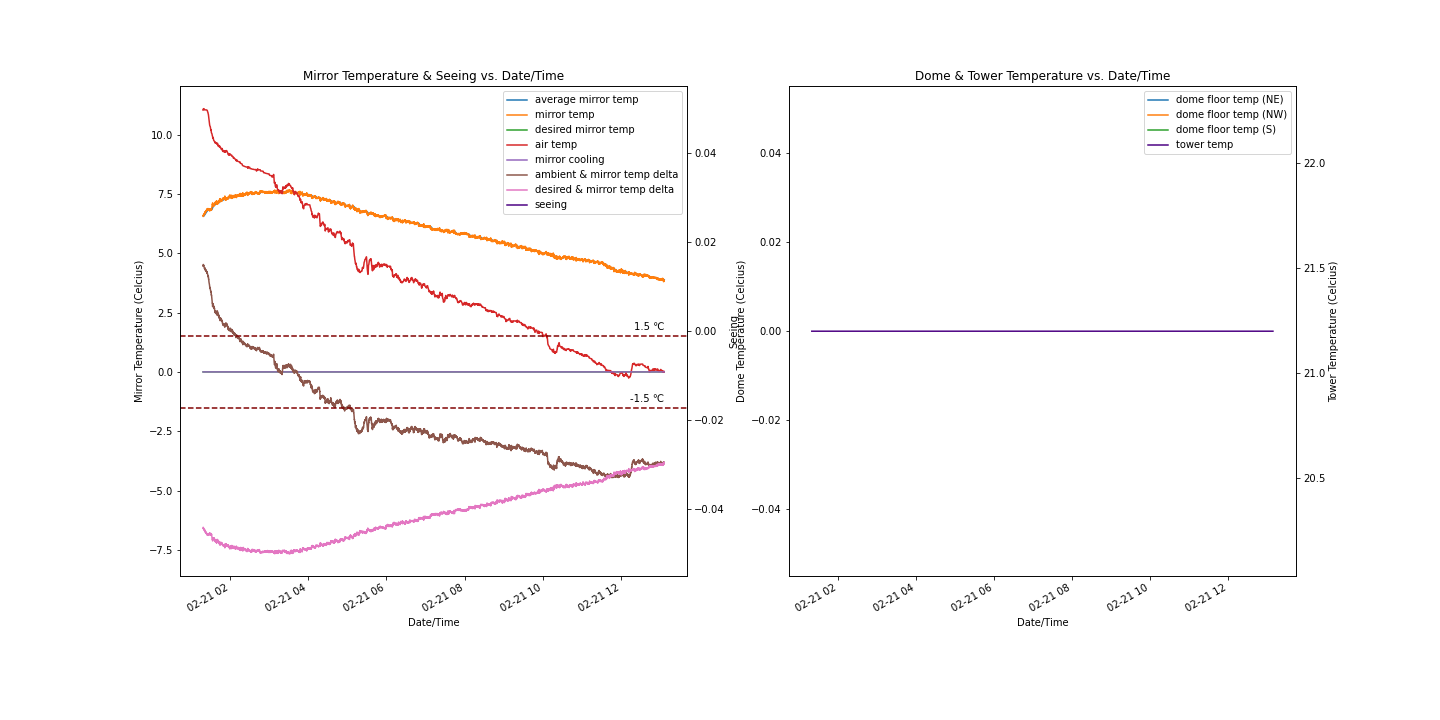 Mirror Temperature & Seeing vs. Date/Time
Mirror Temperature (Celcius)
10.0
7.5
5.0
2.5
0.0
−2.5
−5.0
−7.5
average mirror temp
mirror temp
desired mirror temp
air temp
mirror cooling
ambient & mirror temp delta
desired & mirror temp delta
seeing
1.5 ℃
-1.5 ℃
0.04
0.02
0.00
−0.02
−0.04
Seeing
02-21 02
02-21 04
02-21 06
02-21 08
02-21 10
02-21 12
Date/Time
Dome & Tower Temperature vs. Date/Time
Dome Temperature (Celcius)
0.04
0.02
0.00
−0.02
−0.04
dome floor temp (NE)
dome floor temp (NW)
dome floor temp (S)
tower temp
22.0
21.5
21.0
20.5
Tower Temperature (Celcius)
02-21 02
02-21 04
02-21 06
02-21 08
02-21 10
02-21 12
Date/Time